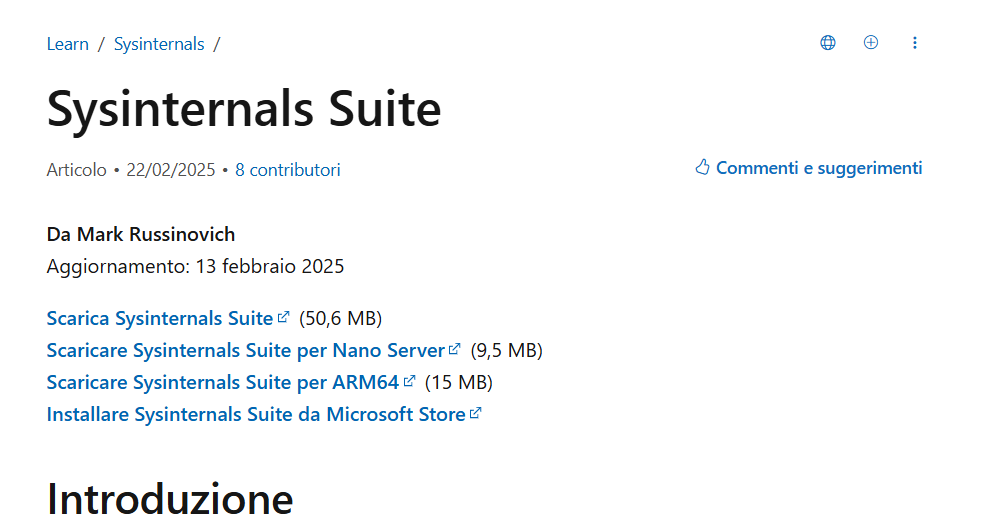 Learn / Sysinternals /
Sysinternals Suite
Articolo • 22/02/2025 • 8 contributori
Commenti e suggerimenti
Da Mark Russinovich
Aggiornamento: 13 febbraio 2025
Scarica Sysinternals Suite (50,6 MB)
Scaricare Sysinternals Suite per Nano Server (9,5 MB)
Scaricare Sysinternals Suite per ARM64 (15 MB)
Installare Sysinternals Suite da Microsoft Store
Introduzione